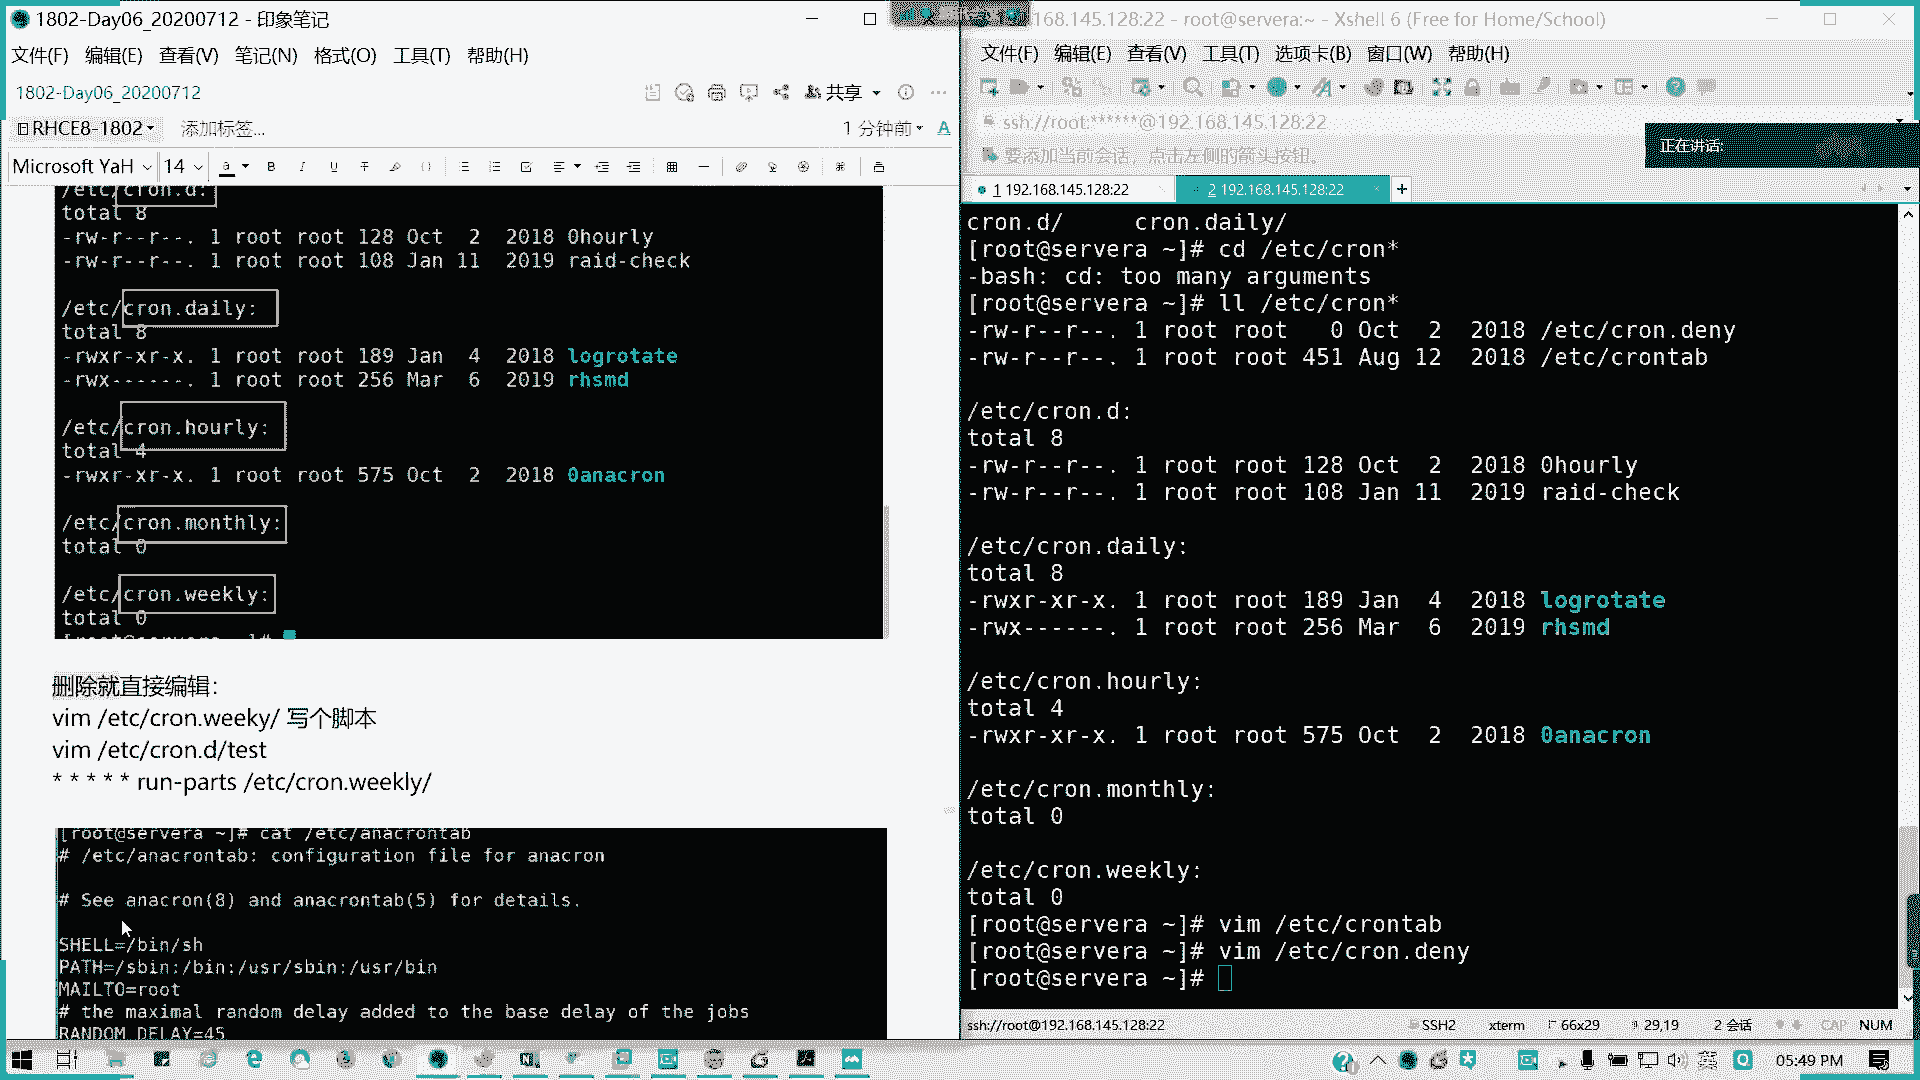 1802-Day06_20200712 - 印象笔记
文件(F) 编辑(E) 查看(V) 笔记(N) 格式(O) 工具(T) 帮助(H)
1802-Day06_20200712
共享
RHCE8-1802
添加标签...
1 分钟前
Microsoft YaH 14
/etc/cron.d:
total 8
-rw-r--r--. 1 root root 128 Oct  2  2018 0hourly
-rw-r--r--. 1 root root 108 Jan 11  2019 raid-check
/etc/cron.daily:
total 8
-rwxr-xr-x. 1 root root 189 Jan  4  2018 logrotate
-rwx------. 1 root root 256 Mar  6  2019 rhsmd
/etc/cron.hourly:
total 4
-rwxr-xr-x. 1 root root 575 Oct  2  2018 0anacron
/etc/cron.monthly:
total 0
/etc/cron.weekly:
total 0
删除就直接编辑：
vim /etc/cron.weeky/ 写个脚本
vim /etc/cron.d/test
* * * * * run-parts /etc/cron.weekly/
[root@servera ~]# cat /etc/anacrontab
# /etc/anacrontab: configuration file for anacron
# See anacron(8) and anacrontab(5) for details.
SHELL=/bin/sh
PATH=/sbin:/bin:/usr/sbin:/usr/bin
MAILTO=root
# the maximal random delay added to the base delay of the jobs
RANDOM_DELAY=45
168.145.128:22 - root@servera:~ - Xshell 6 (Free for Home/School)
文件(F) 编辑(E) 查看(V) 工具(T) 选项卡(B) 窗口(W) 帮助(H)
ssh://root:******@192.168.145.128:22
要添加当前会话，点击左侧的箭头按钮。
正在讲话:
1 192.168.145.128:22
2 192.168.145.128:22
cron.d/     cron.daily/
[root@servera ~]# cd /etc/cron*
-bash: cd: too many arguments
[root@servera ~]# ll /etc/cron*
-rw-r--r--. 1 root root   0 Oct  2  2018 /etc/cron.deny
-rw-r--r--. 1 root root 451 Aug 12  2018 /etc/crontab
/etc/cron.d:
total 8
-rw-r--r--. 1 root root 128 Oct  2  2018 0hourly
-rw-r--r--. 1 root root 108 Jan 11  2019 raid-check
/etc/cron.daily:
total 8
-rwxr-xr-x. 1 root root 189 Jan  4  2018 logrotate
-rwx------. 1 root root 256 Mar  6  2019 rhsmd
/etc/cron.hourly:
total 4
-rwxr-xr-x. 1 root root 575 Oct  2  2018 0anacron
/etc/cron.monthly:
total 0
/etc/cron.weekly:
total 0
[root@servera ~]# vim /etc/crontab
[root@servera ~]# vim /etc/cron.deny
[root@servera ~]#
ssh://root@192.168.145.128:22 SSH2 xterm 66x29 29,19 2 会话 CAP NUM
英 05:49 PM